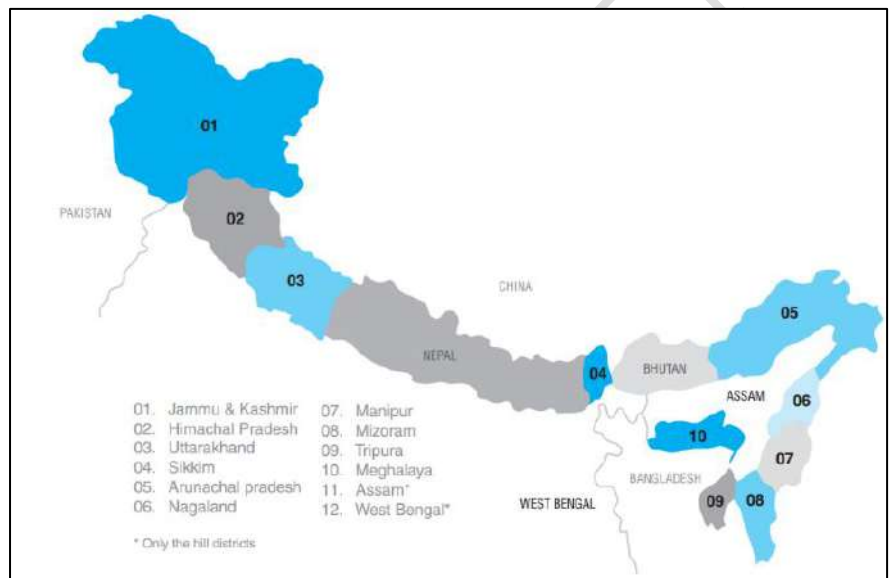 01
PAKISTAN
02
03
CHINA
05
NEPAL
04
BHUTAN
ASSAM
06
10
07
BANGLADESH
WEST BENGAL
09
08
01. Jammu & Kashmir
02. Himachal Pradesh
03. Uttarakhand
04. Sikkim
05. Arunachal pradesh
06. Nagaland
07. Manipur
08. Mizoram
09. Tripura
10. Meghalaya
11. Assam*
12. West Bengal*
* Only the hill districts